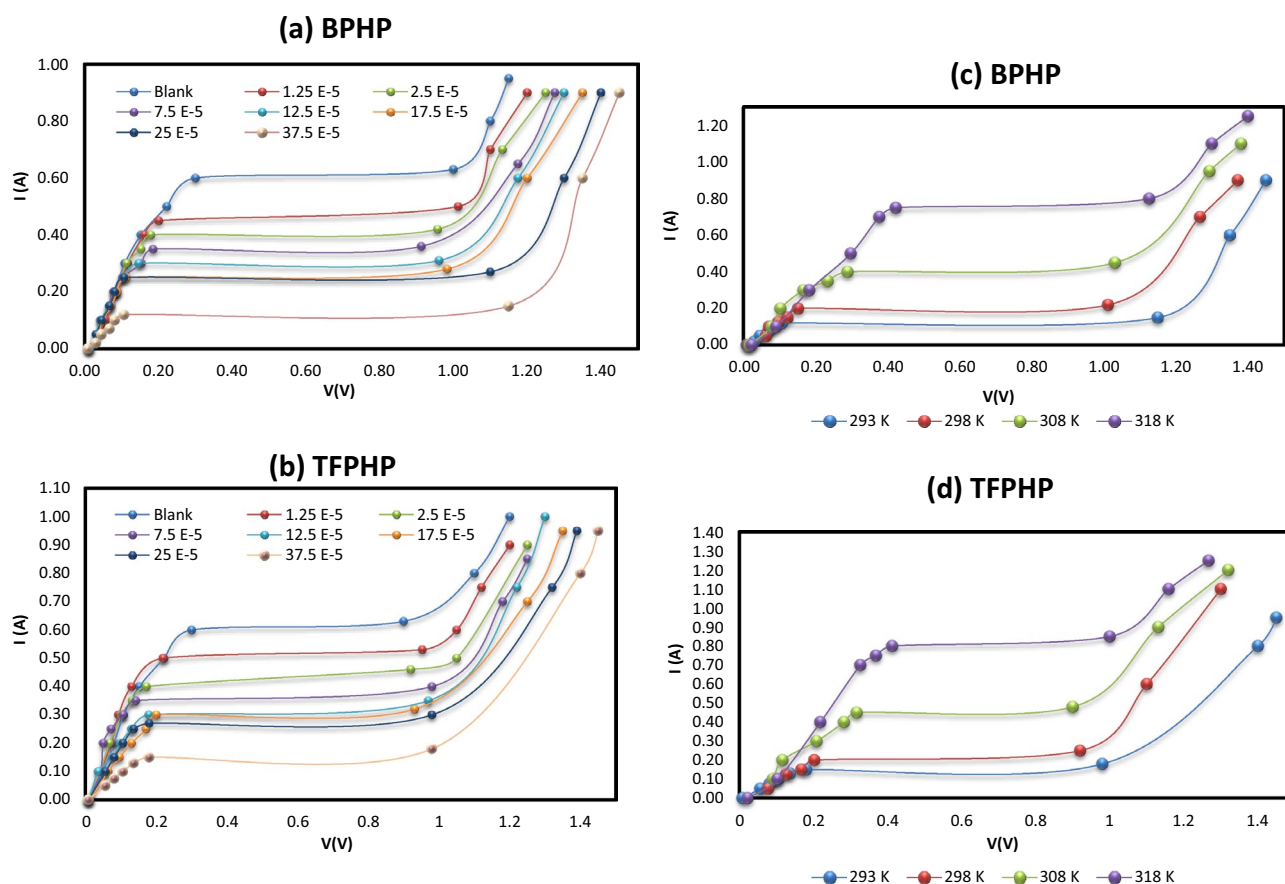 (a) BPHP
1.00
0.80
0.60
0.40
0.20
0.00
I (A)
Blank 1.25 E-5 2.5 E-5
7.5 E-5 12.5 E-5 17.5 E-5
25 E-5 37.5 E-5
0.00 0.20 0.40 0.60 0.80 1.00 1.20 1.40
V(V)
(c) BPHP
1.20
1.00
0.80
0.60
0.40
0.20
0.00
I (A)
0.00 0.20 0.40 0.60 0.80 1.00 1.20 1.40
V(V)
293 K 298 K 308 K 318 K
(b) TFPHP
1.10
1.00
0.90
0.80
0.70
0.60
0.50
0.40
0.30
0.20
0.10
0.00
I (A)
Blank 1.25 E-5 2.5 E-5
7.5 E-5 12.5 E-5 17.5 E-5
25 E-5 37.5 E-5
0 0.2 0.4 0.6 0.8 1 1.2 1.4
V(V)
(d) TFPHP
1.40
1.30
1.20
1.10
1.00
0.90
0.80
0.70
0.60
0.50
0.40
0.30
0.20
0.10
0.00
I (A)
0 0.2 0.4 0.6 0.8 1 1.2 1.4
V(V)
293 K 298 K 308 K 318 K